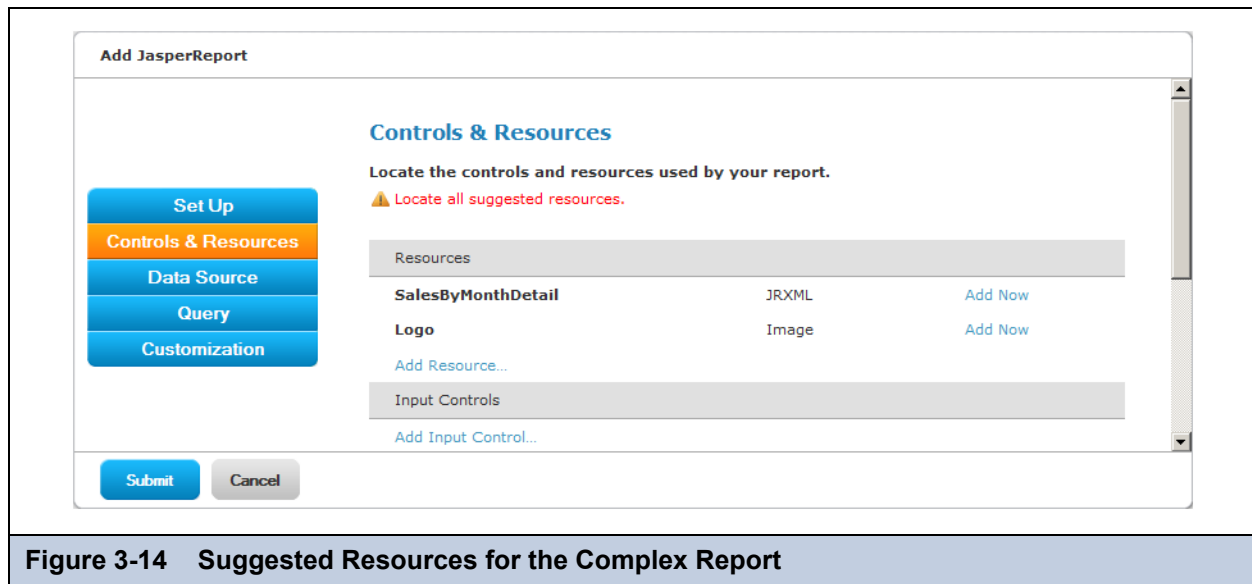 Add JasperReport
Controls & Resources
Locate the controls and resources used by your report.
Locate all suggested resources.
Set Up
Controls & Resources
Data Source
Query
Customization
Resources
SalesByMonthDetail JRXML Add Now
Logo Image Add Now
Add Resource...
Input Controls
Add Input Control...
Submit Cancel
Figure 3-14 Suggested Resources for the Complex Report